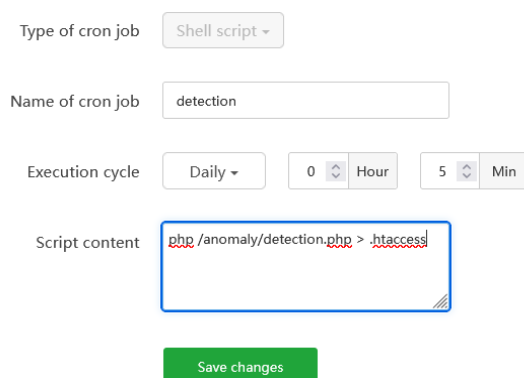 Type of cron job Shell script
Name of cron job detection
Execution cycle Daily 0 Hour 5 Min
Script content php /anomaly/detection.php > .htaccess
Save changes